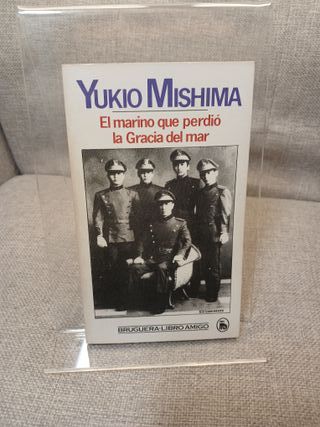 YUKIO MISHIMA
El marino que perdió
la Gracia del mar
BRUGUERA-LIBRO AMIGO